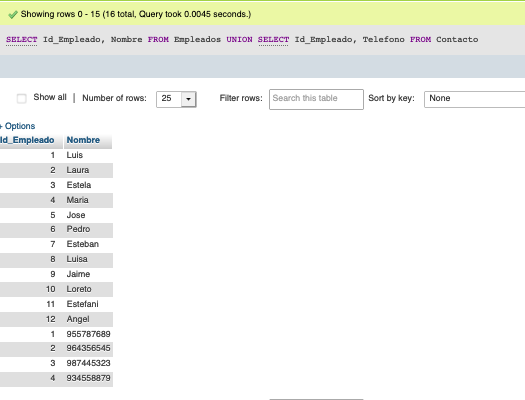 Showing rows 0 - 15 (16 total, Query took 0.0045 seconds.)
SELECT Id_Empleado, Nombre FROM Empleados UNION SELECT Id_Empleado, Telefono FROM Contacto
Show all | Number of rows: 25 Filter rows: Search this table Sort by key: None
+ Options
Id_Empleado Nombre
1 Luis
2 Laura
3 Estela
4 Maria
5 Jose
6 Pedro
7 Esteban
8 Luisa
9 Jaime
10 Loreto
11 Estefani
12 Angel
1 955787689
2 964356545
3 987445323
4 934558879